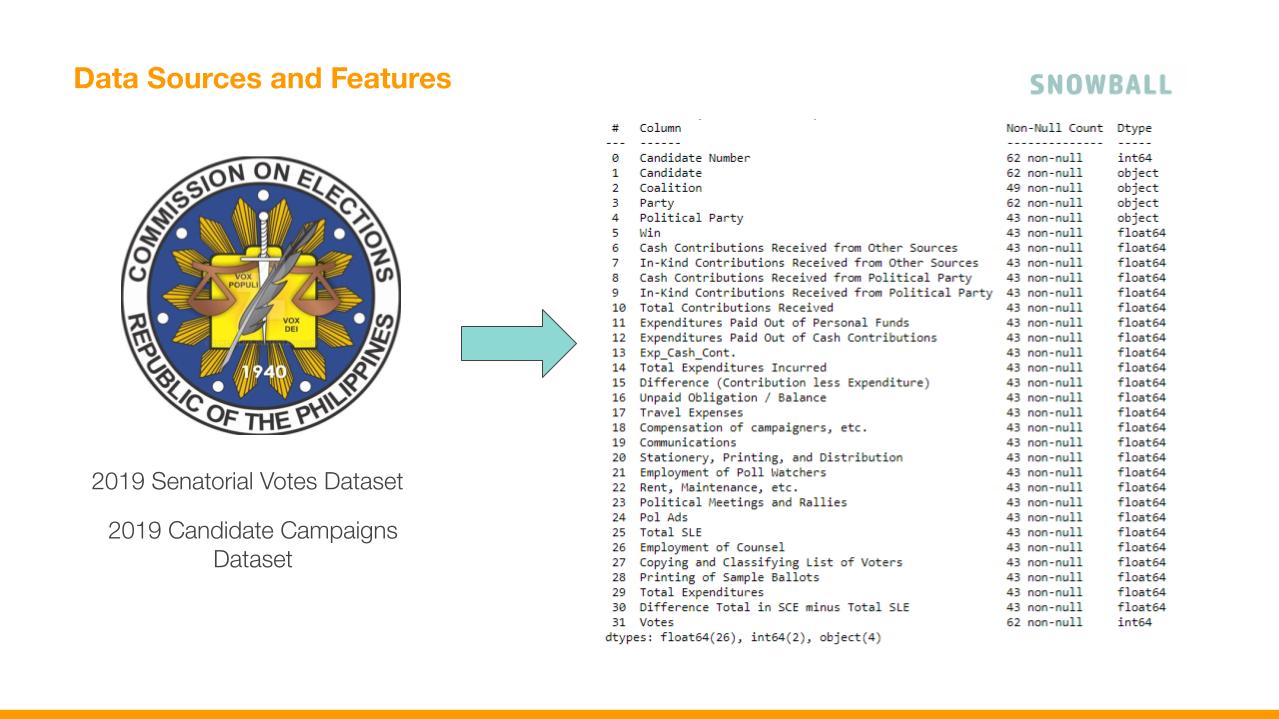 Data Sources and Features
SNOWBALL
COMMISSION ON ELECTIONS
REPUBLIC OF THE PHILIPPINES
VOX
POPULI
VOX
DEI
1940
2019 Senatorial Votes Dataset
2019 Candidate Campaigns
Dataset
# Column Non-Null Count Dtype
--- ------ -------------- -----
0 Candidate Number 62 non-null int64
1 Candidate 62 non-null object
2 Coalition 49 non-null object
3 Party 62 non-null object
4 Political Party 43 non-null object
5 Win 43 non-null float64
6 Cash Contributions Received from Other Sources 43 non-null float64
7 In-Kind Contributions Received from Other Sources 43 non-null float64
8 Cash Contributions Received from Political Party 43 non-null float64
9 In-Kind Contributions Received from Political Party 43 non-null float64
10 Total Contributions Received 43 non-null float64
11 Expenditures Paid Out of Personal Funds 43 non-null float64
12 Expenditures Paid Out of Cash Contributions 43 non-null float64
13 Exp_Cash_Cont. 43 non-null float64
14 Total Expenditures Incurred 43 non-null float64
15 Difference (Contribution less Expenditure) 43 non-null float64
16 Unpaid Obligation / Balance 43 non-null float64
17 Travel Expenses 43 non-null float64
18 Compensation of campaigners, etc. 43 non-null float64
19 Communications 43 non-null float64
20 Stationery, Printing, and Distribution 43 non-null float64
21 Employment of Poll Watchers 43 non-null float64
22 Rent, Maintenance, etc. 43 non-null float64
23 Political Meetings and Rallies 43 non-null float64
24 Pol Ads 43 non-null float64
25 Total SLE 43 non-null float64
26 Employment of Counsel 43 non-null float64
27 Copying and Classifying List of Voters 43 non-null float64
28 Printing of Sample Ballots 43 non-null float64
29 Total Expenditures 43 non-null float64
30 Difference Total in SCE minus Total SLE 43 non-null float64
31 Votes 62 non-null int64
dtypes: float64(26), int64(2), object(4)